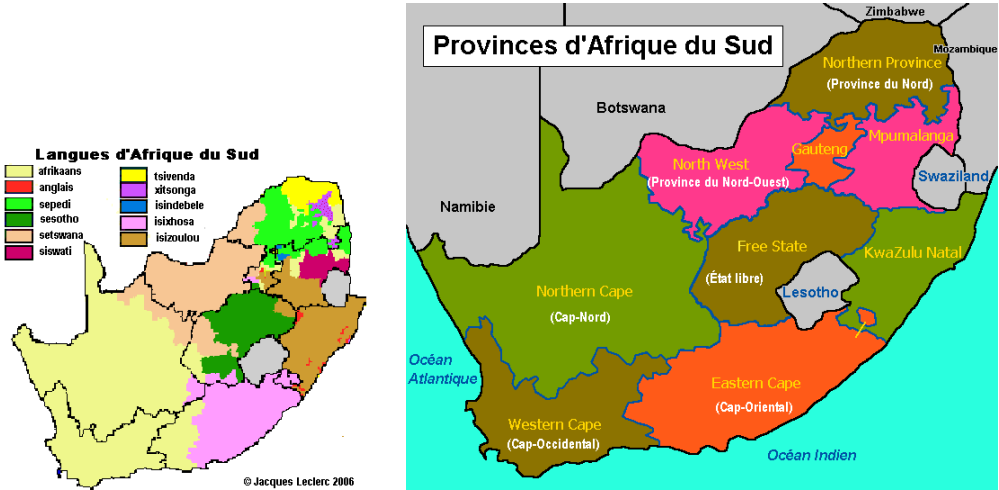 Langues d'Afrique du Sud
afrikaans
anglais
sepedi
sesotho
setswana
siswati
tsivenda
xitsonga
isindebele
isixhosa
isizoulou
© Jacques Leclerc 2006
Provinces d'Afrique du Sud
Zimbabwe
Mozambique
Northern Province
(Province du Nord)
Botswana
Mpumalanga
Gauteng
North West
(Province du Nord-Ouest)
Swaziland
Namibie
Free State
(État libre)
KwaZulu Natal
Lesotho
Northern Cape
(Cap-Nord)
Océan
Atlantique
Eastern Cape
(Cap-Oriental)
Western Cape
(Cap-Occidental)
Océan Indien